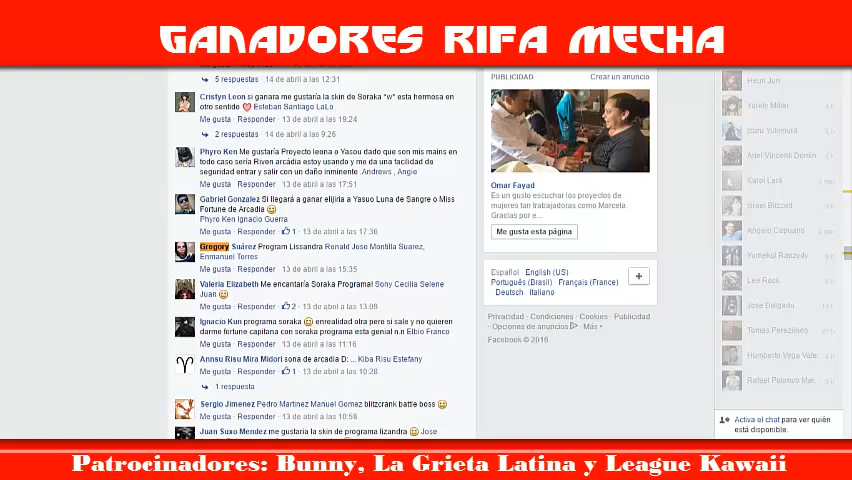 GANADORES RIFA MECHA
5 respuestas · 14 de abril a las 12:31
Cristyn Leon si ganara me gustaría la skin de Soraka *w* esta hermosa en
otro sentido Esteban Santiago LaLo
Me gusta · Responder · 13 de abril a las 19:24
2 respuestas · 14 de abril a las 9:26
Phyro Ken Me gustaría Proyecto leona o Yasou dado que son mis mains en
todo caso sería Riven arcádia estoy usando y me da una facilidad de
seguridad entrar y salir con un daño inminente .Andrews , Angie
Me gusta · Responder · 13 de abril a las 17:51
Gabriel Gonzalez Si llegará a ganar elijiría a Yasuo Luna de Sangre o Miss
Fortune de Arcadia
Phyro Ken Ignacio Guerra
Me gusta · Responder · 1 · 13 de abril a las 17:36
Gregory Suárez Program Lissandra Ronald Jose Montilla Suarez,
Enmanuel Torres
Me gusta · Responder · 13 de abril a las 15:35
Valeria Elizabeth Me encantaría Soraka Programa! Sony Cecilia Selene
Juan
Me gusta · Responder · 2 · 13 de abril a las 13:09
Ignacio Kun programa soraka enrealidad otra pero si sale y no quieren
darme fortune capitana con soraka programa esta genial n.n Elbio Franco
Me gusta · Responder · 13 de abril a las 11:16
Annsu Risu Mira Midori sona de arcadia D: ... Kiba Risu Estefany
Me gusta · Responder · 1 · 13 de abril a las 10:28
1 respuesta
Sergio Jimenez Pedro Martinez Manuel Gomez blitzcrank battle boss
Me gusta · Responder · 13 de abril a las 10:58
Juan Suxo Mendez me gustaria la skin de programa lizandra Jose
PUBLICIDAD
Crear un anuncio
Omar Fayad
Es un gusto escuchar los proyectos de
mujeres tan trabajadoras como Marcela.
Gracias por e...
Me gusta esta página
Español English (US)
Português (Brasil) Français (France)
Deutsch Italiano
+
Privacidad · Condiciones · Cookies · Publicidad
· Opciones de anuncios · Más
Facebook © 2016
Heun Jun
Yarely Miller
Izuru Yukimura
Ariel Vincenti Domin...
Karai Lara
Israel Blizzed
Angelo Capuano
Yumekui Rapzydy
Lee Rock
Jose Delgado
Tomas Perezlindo
Humberto Vega Vale...
Rafael Polanco Mar...
Activa el chat para ver quién
está disponible.
Patrocinadores: Bunny, La Grieta Latina y League Kawaii